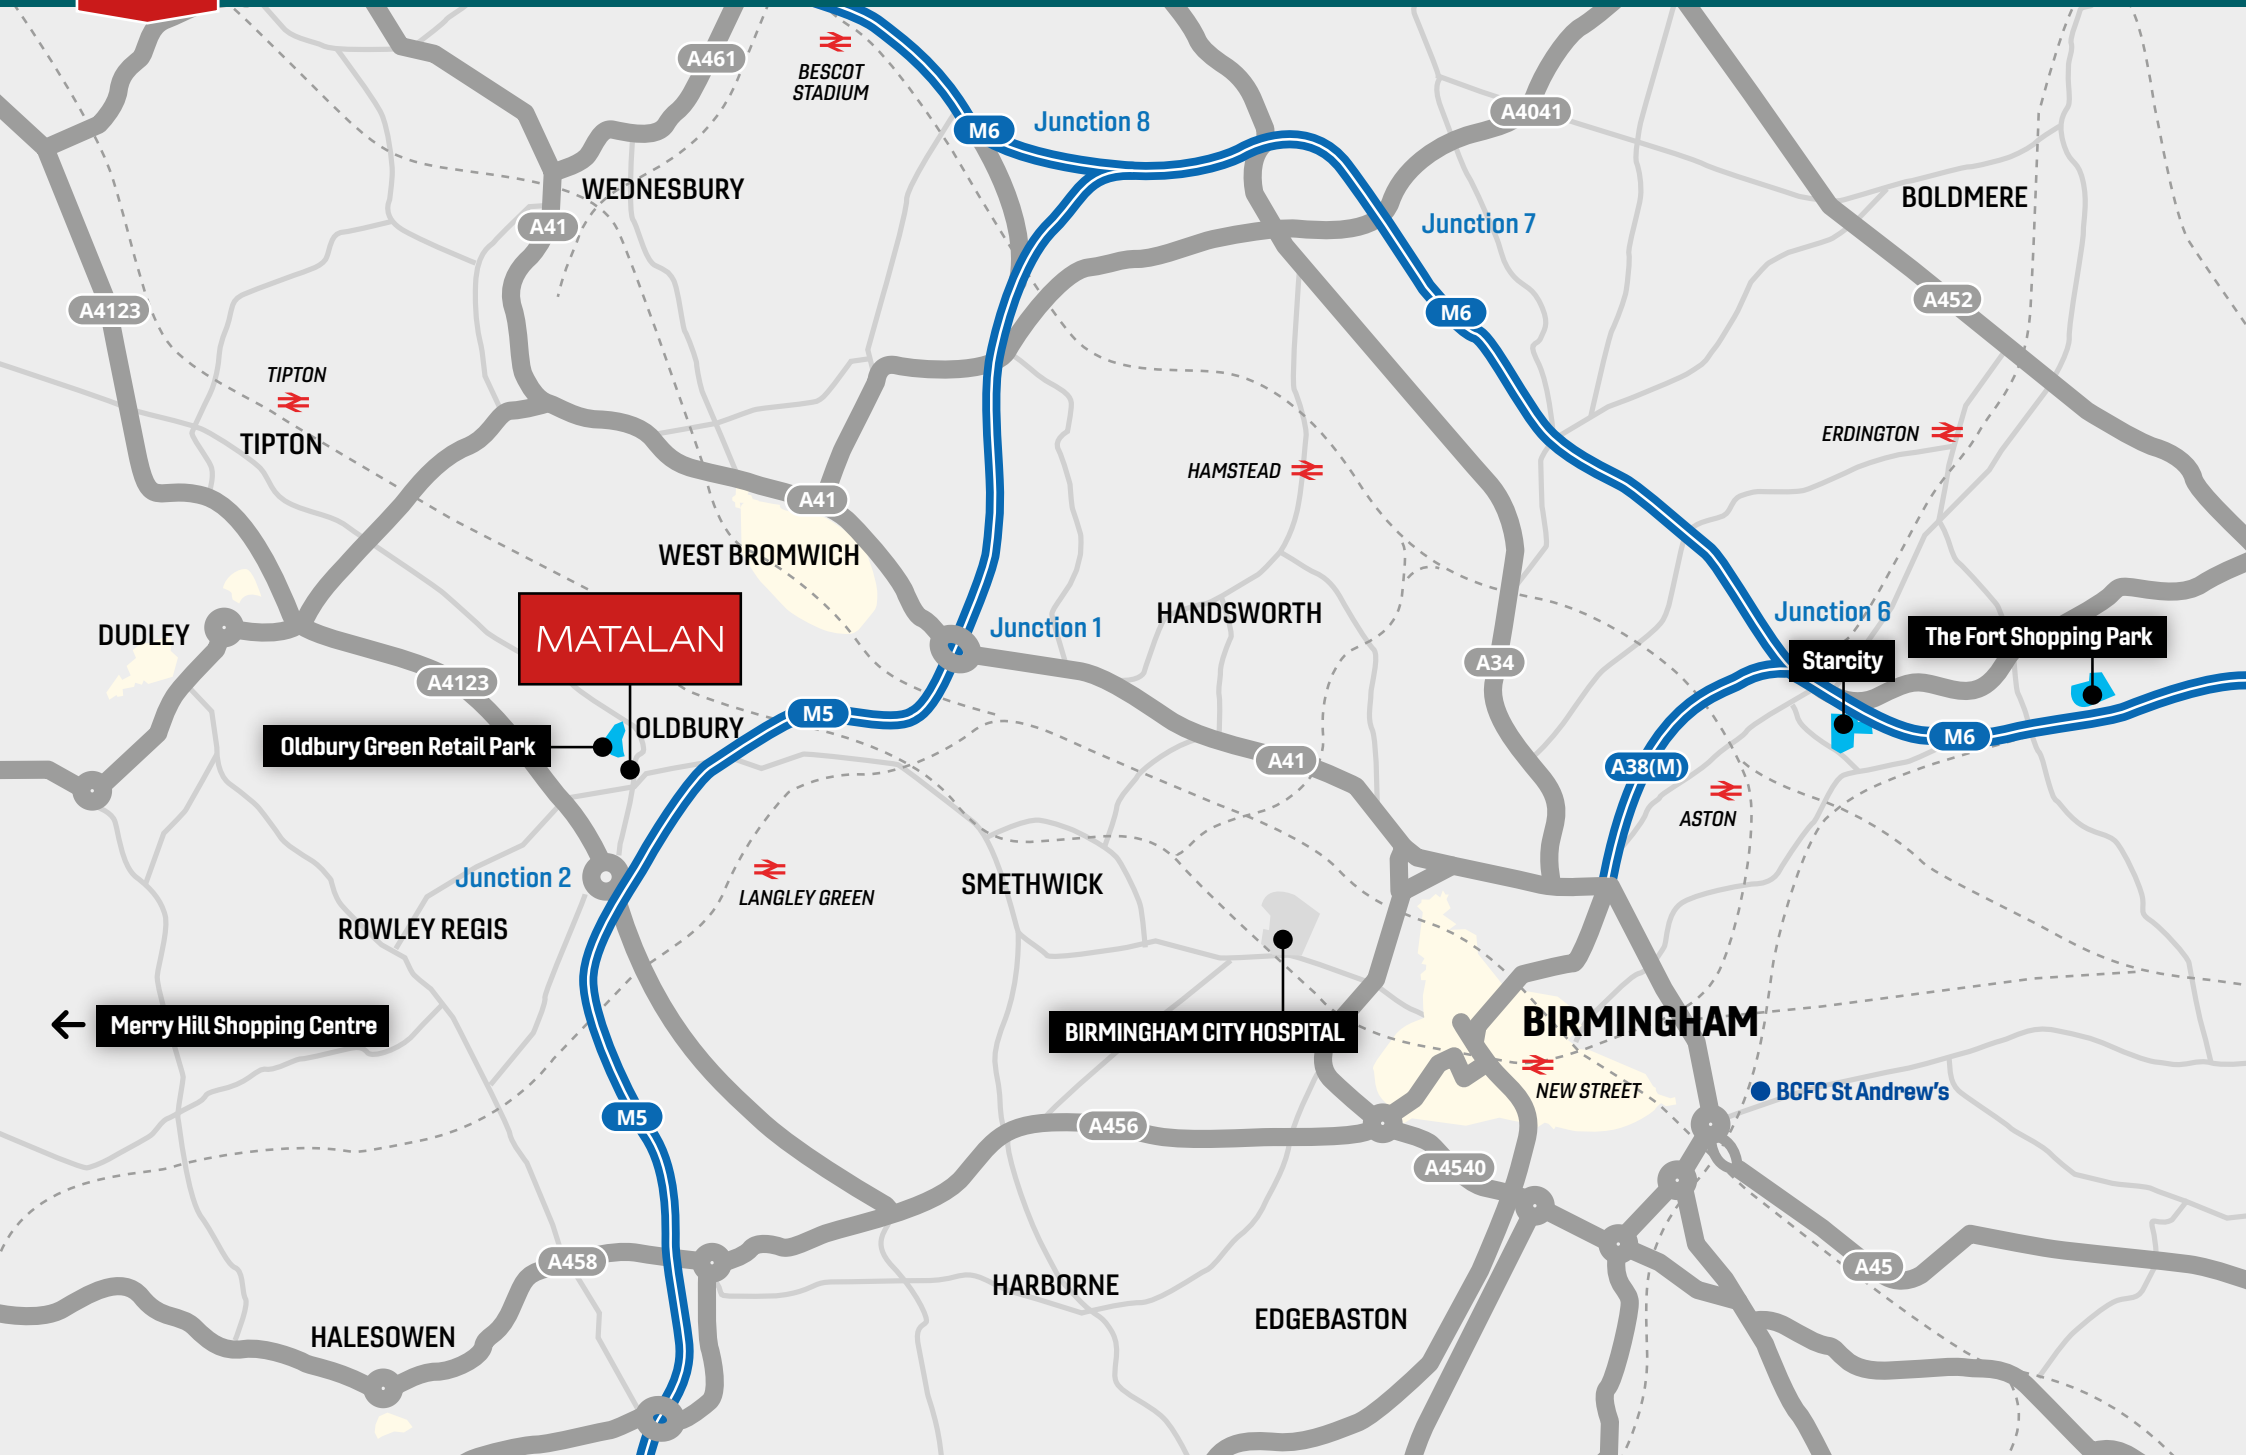 A461
BESCOT
STADIUM
M6
Junction 8
A4041
WEDNESBURY
BOLDMERE
A41
Junction 7
A4123
A452
M6
TIPTON
TIPTON
ERDINGTON
HAMSTEAD
A41
WEST BROMWICH
HANDSWORTH
Junction 6
DUDLEY
MATALAN
Junction 1
The Fort Shopping Park
Starcity
A34
A4123
M5
OLDBURY
Oldbury Green Retail Park
M6
A41
A38(M)
ASTON
Junction 2
LANGLEY GREEN
SMETHWICK
ROWLEY REGIS
Merry Hill Shopping Centre
BIRMINGHAM CITY HOSPITAL
BIRMINGHAM
NEW STREET
BCFC St Andrew's
M5
A456
A4540
A458
A45
HARBORNE
EDGEBASTON
HALESOWEN